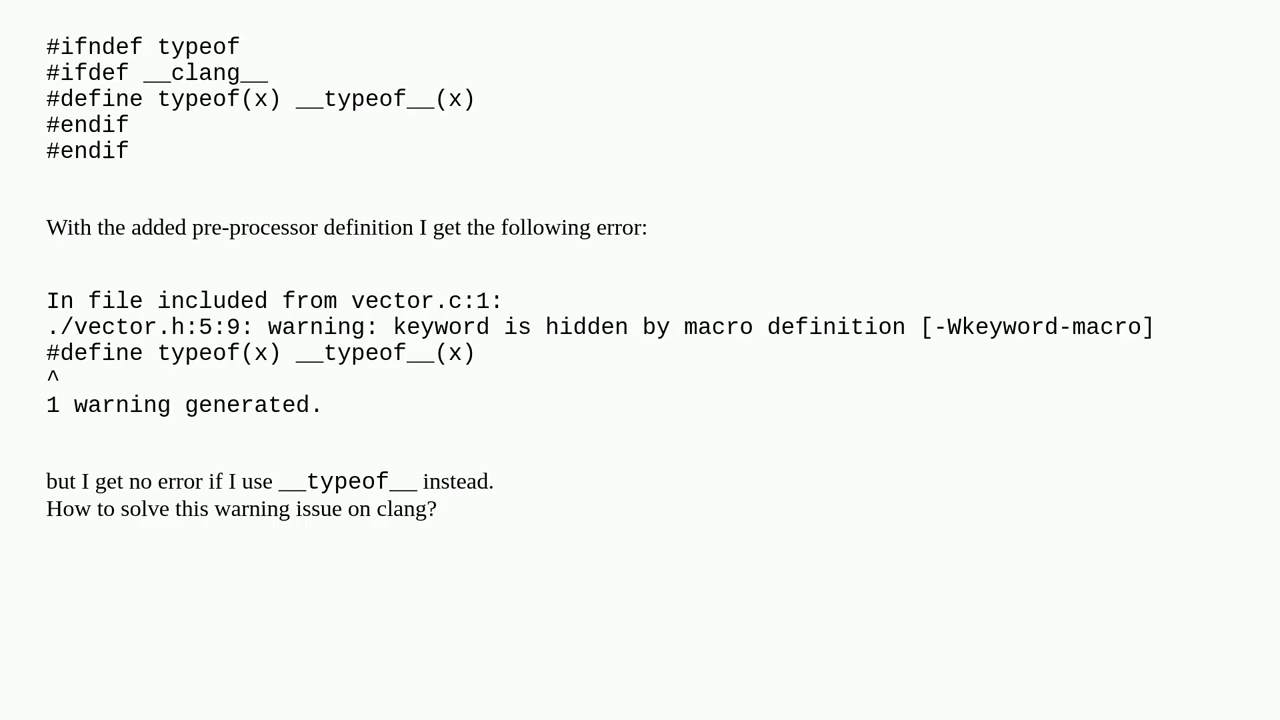 #ifndef typeof
#ifdef __clang__
#define typeof(x) __typeof__(x)
#endif
#endif
With the added pre-processor definition I get the following error:
In file included from vector.c:1:
./vector.h:5:9: warning: keyword is hidden by macro definition [-Wkeyword-macro]
#define typeof(x) __typeof__(x)
^
1 warning generated.
but I get no error if I use __typeof__ instead.
How to solve this warning issue on clang?